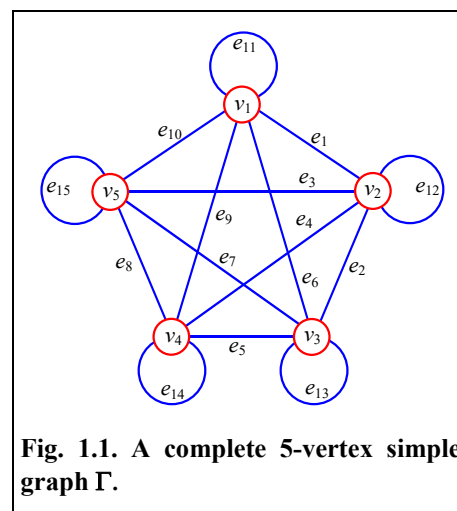 e11
v1
e10
e1
e3
v5
v2
e15
e12
e9
e4
e8
e7
e6
e2
v4
v3
e5
e14
e13
Fig. 1.1. A complete 5-vertex simple
graph Γ.